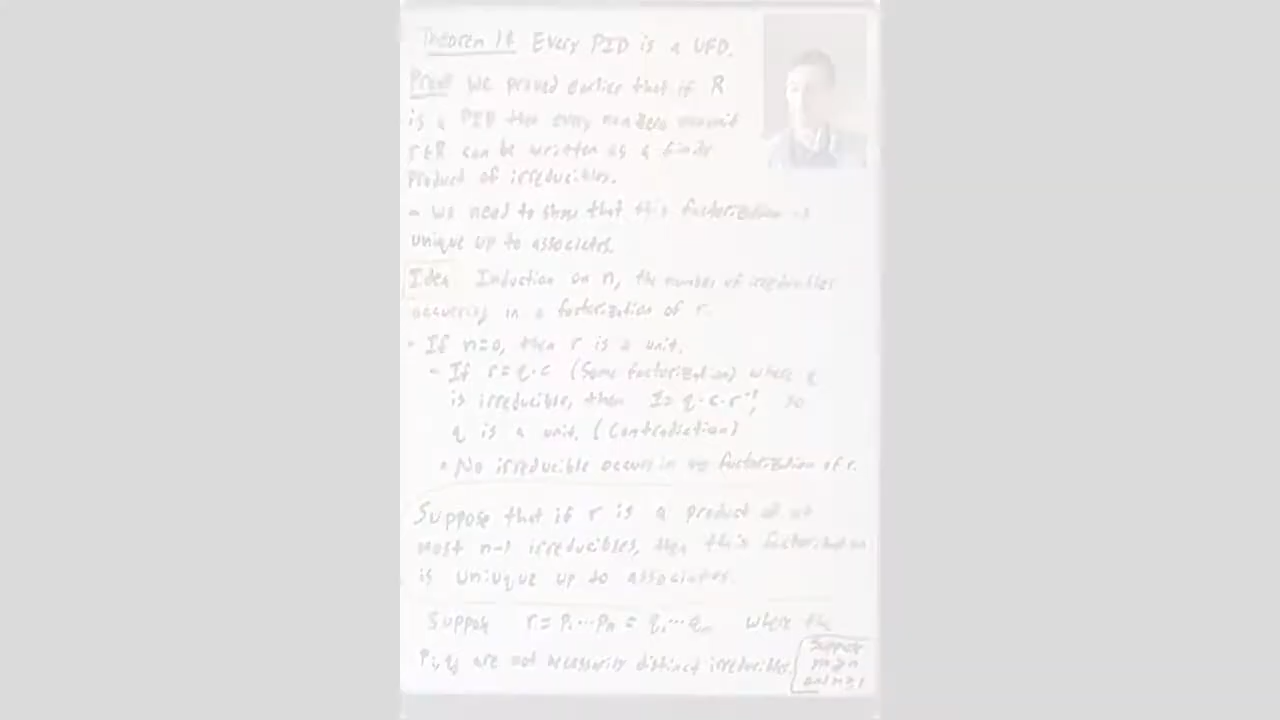 Theorem 14 Every PID is a UFD.
Proof We proved earlier that if R
is a PID then every nonzero nonunit
r∈R can be written as a finite
product of irreducibles.
• We need to show that this factorization is
unique up to associates.
Idea Induction on n, the number of irreducibles
occurring in a factorization of r.
• If n=0, then r is a unit.
• If r=q·c (some factorization) where q
is irreducible, then 1=q·c·r⁻¹, so
q is a unit. (Contradiction)
• No irreducible occurs in any factorization of r.
Suppose that if r is a product of at
most n-1 irreducibles, then this factorization
is uniuque up to associates.
Suppose r=p₁···pₙ = q₁···qₘ where the
pᵢ,qⱼ are not necessarily distinct irreducibles.
Suppose
m≥n
and n≥1